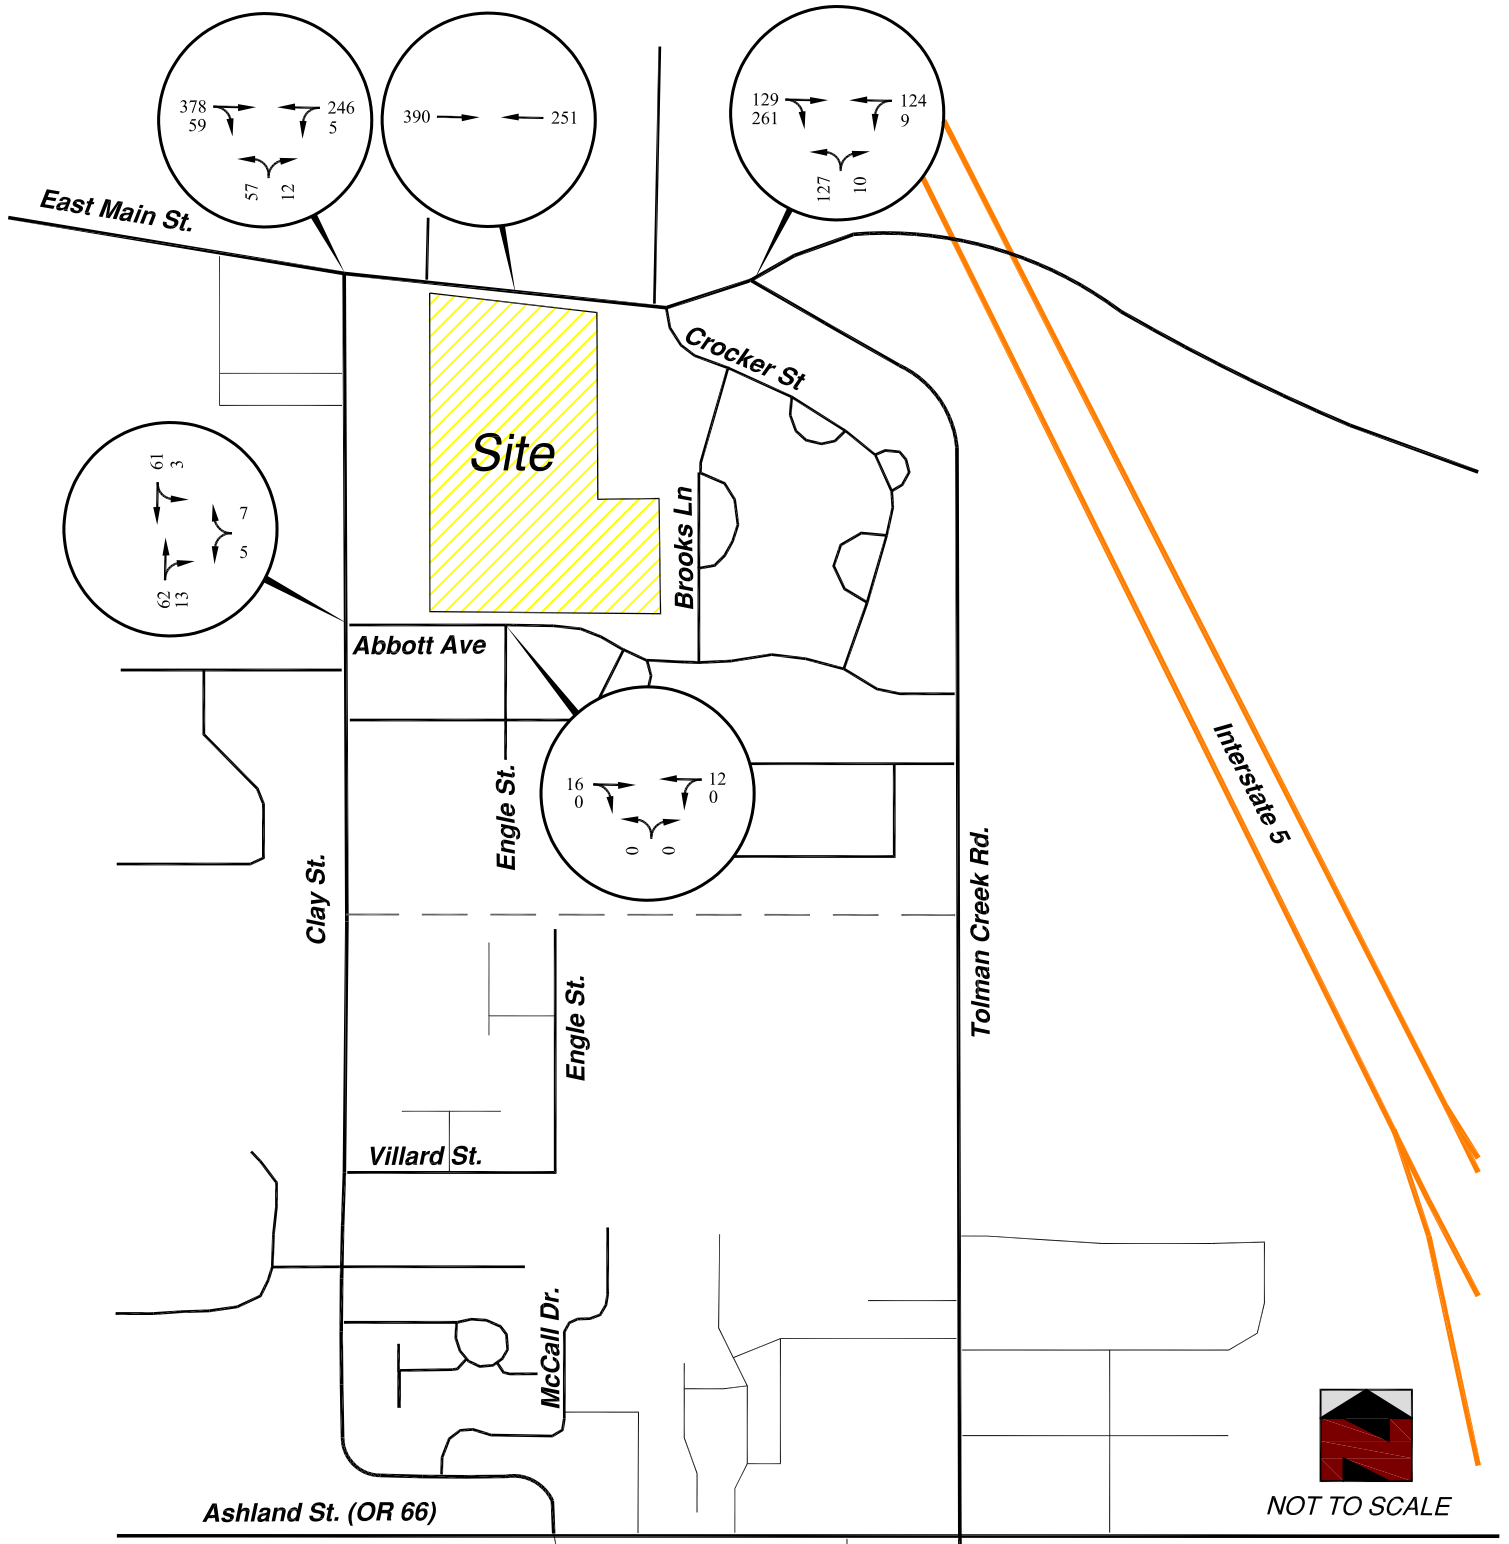 378
59
246
5
57
12
390
251
129
261
124
9
127
10
East Main St.
Crocker St
Site
Brooks Ln
61
3
7
5
62
13
Abbott Ave
16
0
12
0
0
0
Engle St.
Interstate 5
Clay St.
Tolman Creek Rd.
Engle St.
Villard St.
McCall Dr.
Ashland St. (OR 66)
NOT TO SCALE